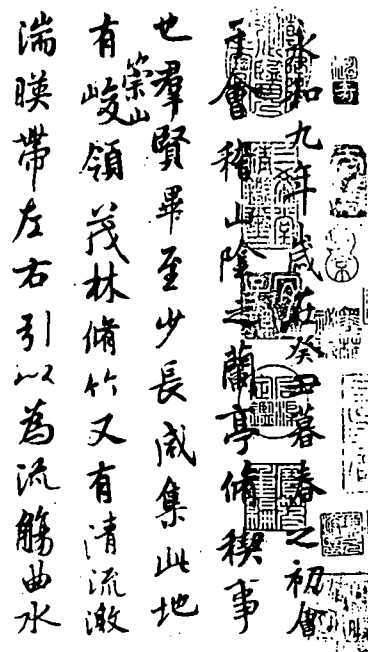 永和九年歲在癸丑暮春之初會
于會稽山陰之蘭亭脩稧事
也羣賢畢至少長咸集此地
有崇山峻領茂林脩竹又有清流激
湍暎帶左右引以為流觴曲水